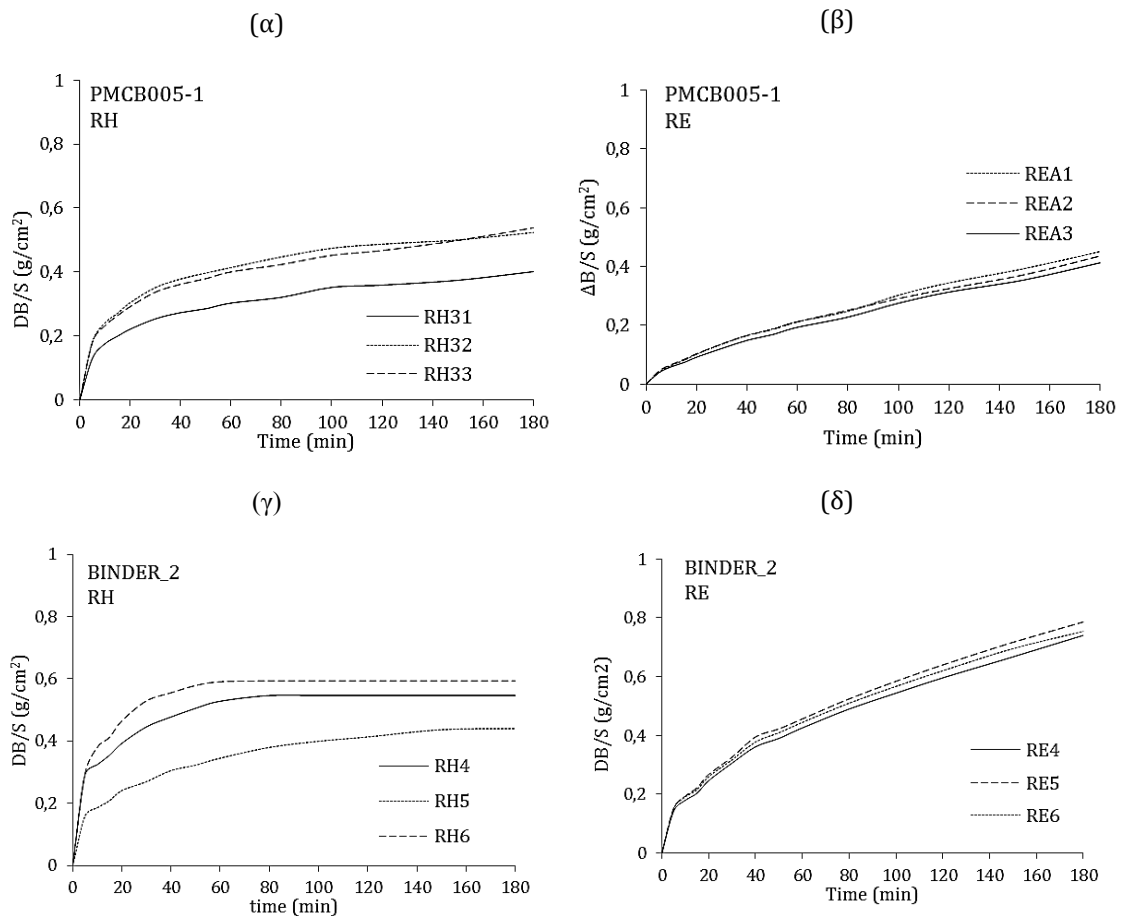 (α)
PMCB005-1
RH
DB/S (g/cm²)
1
0,8
0,6
0,4
0,2
0
0 20 40 60 80 100 120 140 160 180
Time (min)
RH31
RH32
RH33
(β)
PMCB005-1
RE
ΔB/S (g/cm²)
1
0,8
0,6
0,4
0,2
0
0 20 40 60 80 100 120 140 160 180
Time (min)
REA1
REA2
REA3
(γ)
BINDER_2
RH
DB/S (g/cm²)
1
0,8
0,6
0,4
0,2
0
0 20 40 60 80 100 120 140 160 180
time (min)
RH4
RH5
RH6
(δ)
BINDER_2
RE
DB/S (g/cm2)
1
0,8
0,6
0,4
0,2
0
0 20 40 60 80 100 120 140 160 180
Time (min)
RE4
RE5
RE6